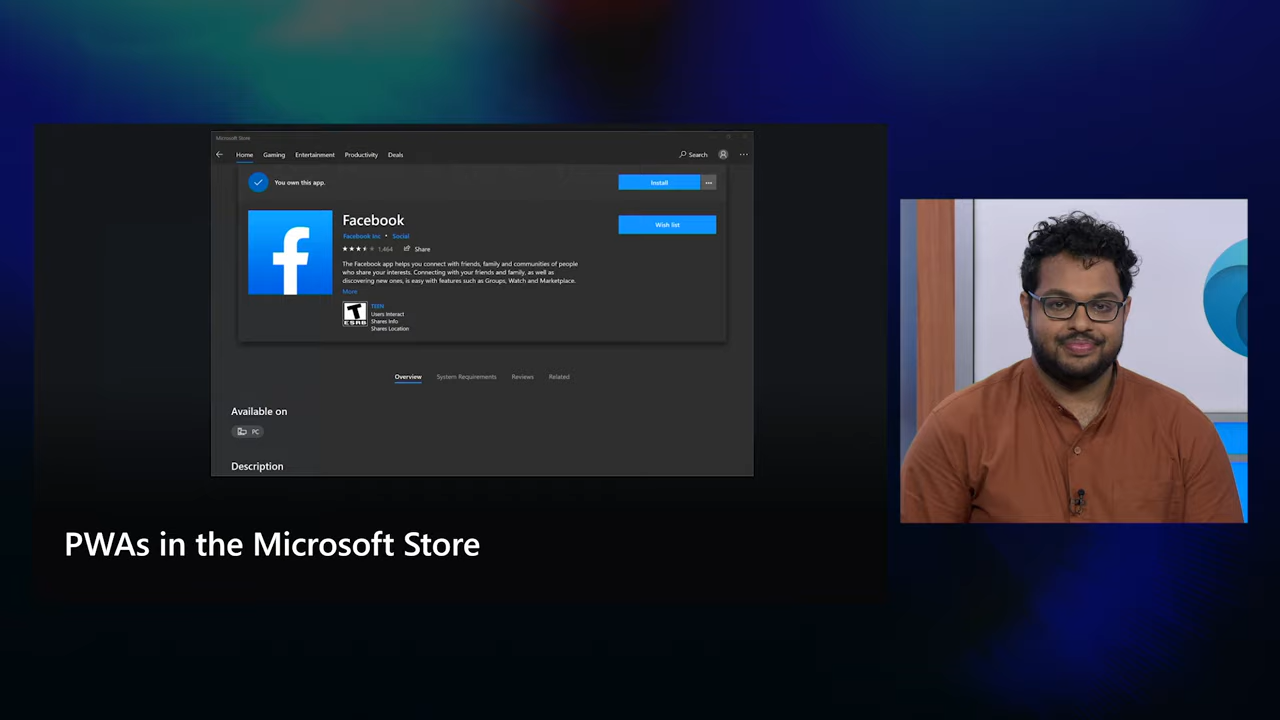 Microsoft Store
Home Gaming Entertainment Productivity Deals Search
You own this app. Install
Facebook Wish list
Facebook Inc • Social
1,464 Share
The Facebook app helps you connect with friends, family and communities of people
who share your interests. Connecting with your friends and family, as well as
discovering new ones, is easy with features such as Groups, Watch and Marketplace.
More
T
ESRB
TEEN
Users Interact
Shares Info
Shares Location
Overview System Requirements Reviews Related
Available on
PC
Description
PWAs in the Microsoft Store